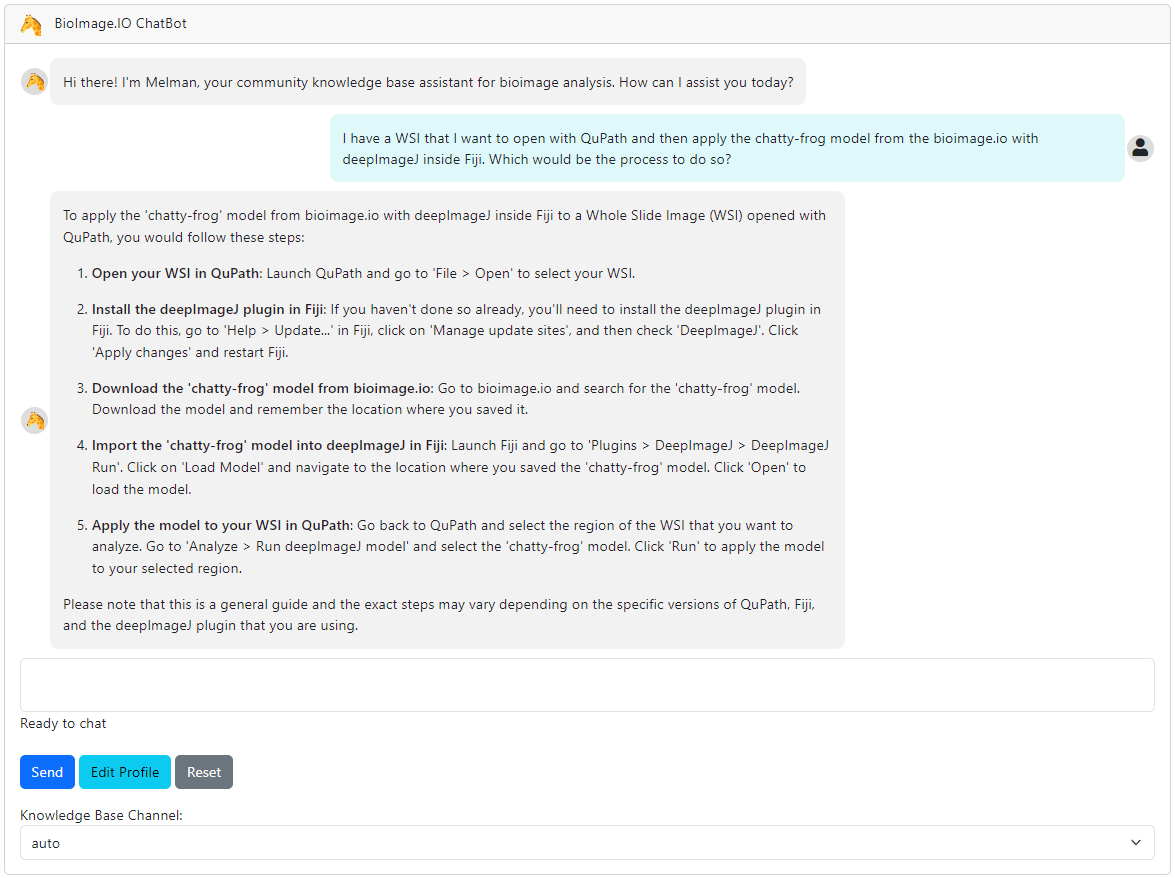 BioImage.IO ChatBot
Hi there! I'm Melman, your community knowledge base assistant for bioimage analysis. How can I assist you today?
I have a WSI that I want to open with QuPath and then apply the chatty-frog model from the bioimage.io with
deepImageJ inside Fiji. Which would be the process to do so?
To apply the 'chatty-frog' model from bioimage.io with deepImageJ inside Fiji to a Whole Slide Image (WSI) opened with
QuPath, you would follow these steps:
1. Open your WSI in QuPath: Launch QuPath and go to 'File > Open' to select your WSI.
2. Install the deepImageJ plugin in Fiji: If you haven't done so already, you'll need to install the deepImageJ plugin in
Fiji. To do this, go to 'Help > Update...' in Fiji, click on 'Manage update sites', and then check 'DeepImageJ'. Click
'Apply changes' and restart Fiji.
3. Download the 'chatty-frog' model from bioimage.io: Go to bioimage.io and search for the 'chatty-frog' model.
Download the model and remember the location where you saved it.
4. Import the 'chatty-frog' model into deepImageJ in Fiji: Launch Fiji and go to 'Plugins > DeepImageJ > DeepImageJ
Run'. Click on 'Load Model' and navigate to the location where you saved the 'chatty-frog' model. Click 'Open' to
load the model.
5. Apply the model to your WSI in QuPath: Go back to QuPath and select the region of the WSI that you want to
analyze. Go to 'Analyze > Run deepImageJ model' and select the 'chatty-frog' model. Click 'Run' to apply the model
to your selected region.
Please note that this is a general guide and the exact steps may vary depending on the specific versions of QuPath, Fiji,
and the deepImageJ plugin that you are using.
Ready to chat
Send Edit Profile Reset
Knowledge Base Channel:
auto